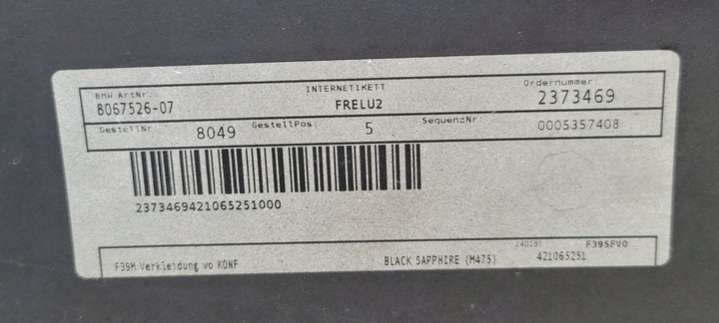 BMW ArtNr. INTERNETIKETT Ordernummer
8067526-07 FRELU2 2373469
GestellNr 8049 GestellPos 5 SequenzNr 0005357408
2373469421065251000
F39SFV0
F39M Verkleidung vo KONF BLACK SAPPHIRE (M475) 421065251